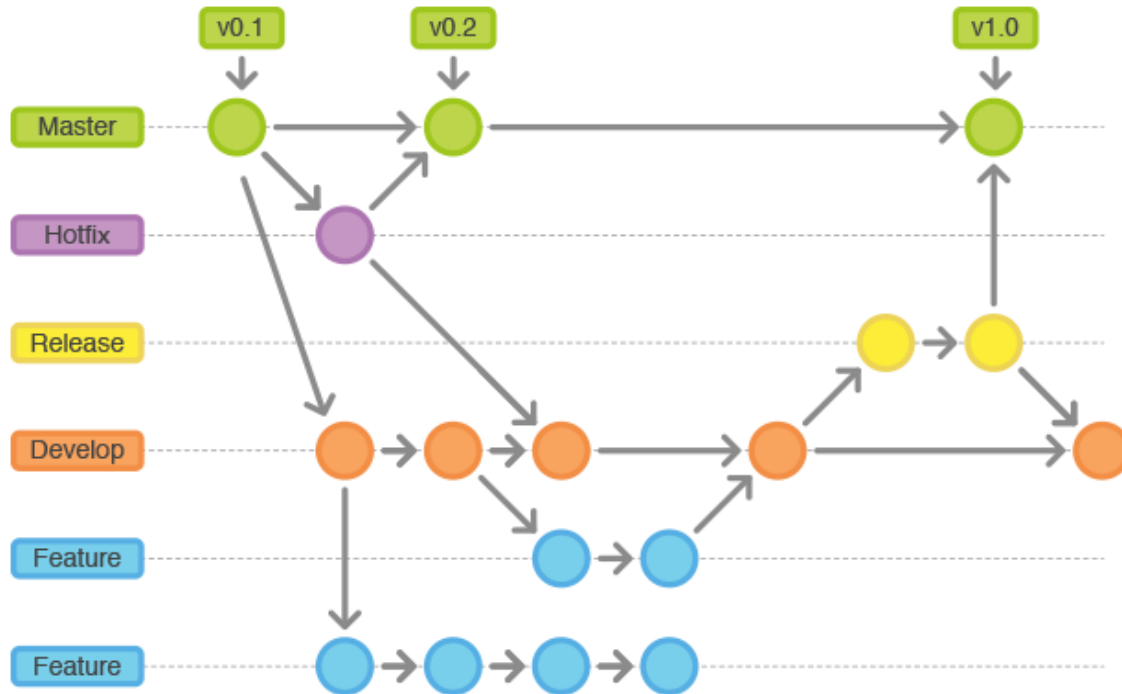 v0.1
v0.2
v1.0
Master
Hotfix
Release
Develop
Feature
Feature